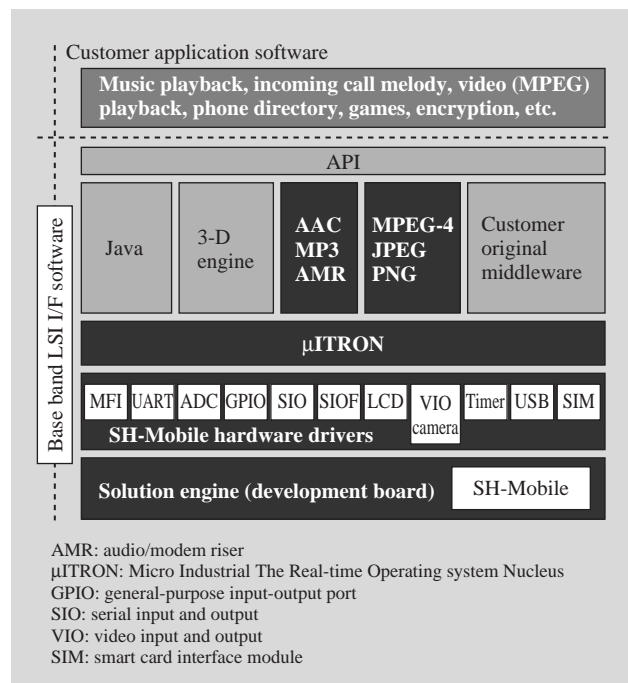 Customer application software
Music playback, incoming call melody, video (MPEG)
playback, phone directory, games, encryption, etc.
API
Java
3-D
engine
AAC
MP3
AMR
MPEG-4
JPEG
PNG
Customer
original
middleware
Base band LSI I/F software
μITRON
MFI UART ADC GPIO SIO SIOF LCD VIO camera Timer USB SIM
SH-Mobile hardware drivers
Solution engine (development board)
SH-Mobile
AMR: audio/modem riser
μITRON: Micro Industrial The Real-time Operating system Nucleus
GPIO: general-purpose input-output port
SIO: serial input and output
VIO: video input and output
SIM: smart card interface module